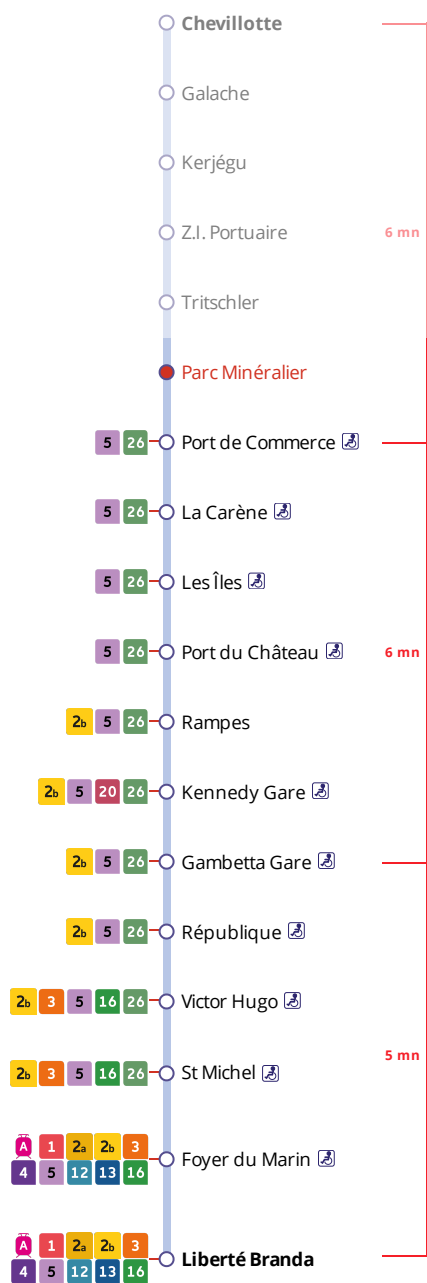 Chevillotte
Galache
Kerjégu
Z.I. Portuaire
6 mn
Tritschler
Parc Minéralier
5 26 Port de Commerce
5 26 La Carène
5 26 Les Îles
5 26 Port du Château
6 mn
2b 5 26 Rampes
2b 5 20 26 Kennedy Gare
2b 5 26 Gambetta Gare
2b 5 26 République
2b 3 5 16 26 Victor Hugo
5 mn
2b 3 5 16 26 St Michel
A 1 2a 2b 3
4 5 12 13 16
Foyer du Marin
A 1 2a 2b 3
4 5 12 13 16
Liberté Branda